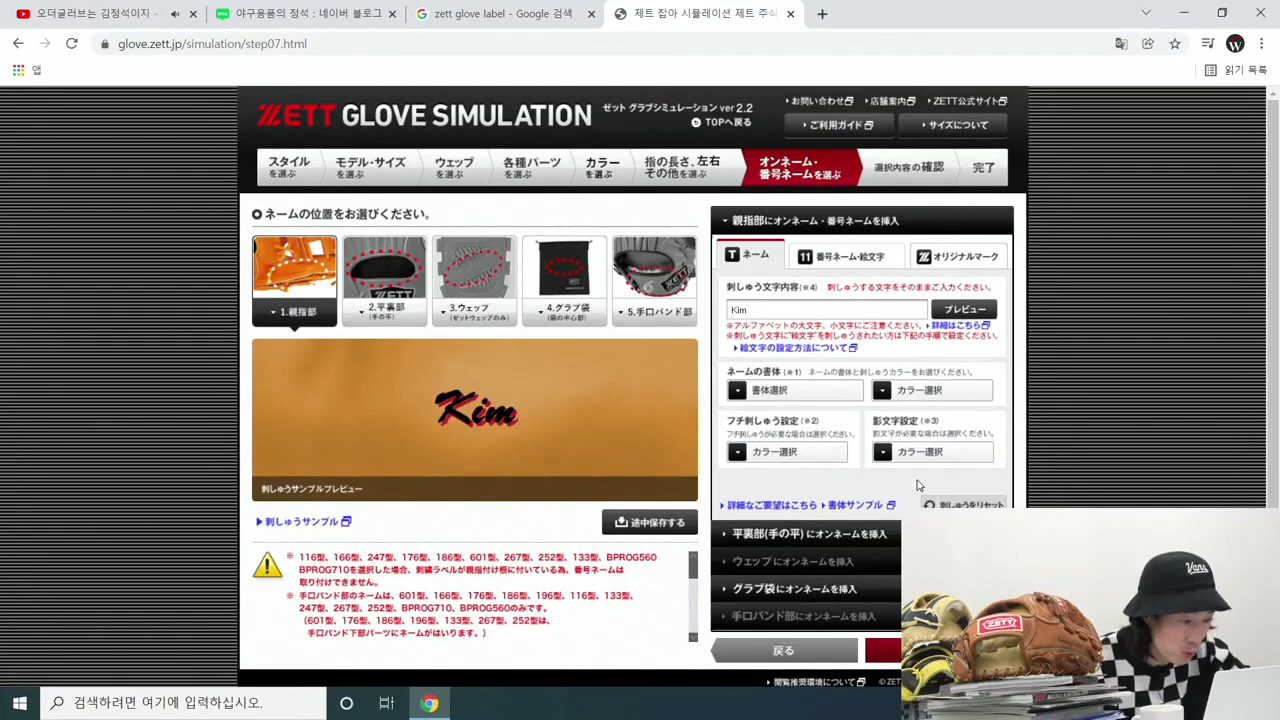 오더글러브는 김정석이지 -
야구용품의 정석 : 네이버 블로그
zett glove label - Google 검색
제트 잡아 시뮬레이션 제트 주식
glove.zett.jp/simulation/step07.html
앱
읽기 목록
ZETT GLOVE SIMULATION
ゼット グラブシミュレーション ver 2.2
TOPへ戻る
お問い合わせ
店舗案内
ZETT公式サイト
ご利用ガイド
サイズについて
スタイル
を選ぶ
モデル・サイズ
を選ぶ
ウェッブ
を選ぶ
各種パーツ
を選ぶ
カラー
を選ぶ
指の長さ、左右
その他を選ぶ
オンネーム・
番号ネームを選ぶ
選択内容の確認
完了
ネームの位置をお選びください。
1.親指部
2.平裏部
(手の平)
3.ウェッブ
(ゼットウェッブのみ)
4.グラブ袋
(袋の中心部)
5.手口バンド部
Kim
刺しゅうサンプルプレビュー
刺しゅうサンプル
途中保存する
※ 116型、166型、247型、176型、186型、601型、267型、252型、133型、BPROG560
BPROG710を選択した場合、刺繍ラベルが親指付け根に付いている為、番号ネームは
取り付けできません。
※ 手口バンド部のネームは、601型、166型、176型、186型、196型、116型、133型、
247型、267型、252型、BPROG710、BPROG560のみです。
(601型、176型、186型、196型、133型、267型、252型は、
手口バンド下部パーツにネームがはいります。)
親指部にオンネーム・番号ネームを挿入
T ネーム
11 番号ネーム・絵文字
オリジナルマーク
刺しゅう文字内容(※4) 刺しゅうする文字をそのままご入力ください。
Kim
プレビュー
※アルファベットの大文字、小文字にご注意ください。 詳細はこちら
※刺しゅう文字に"絵文字"を刺しゅうされたい方は下記の手順で設定ください。
絵文字の設定方法について
ネームの書体(※1) ネームの書体と刺しゅうカラーをお選びください。
書体選択
カラー選択
フチ刺しゅう設定(※2)
フチ刺しゅうが必要な場合は選択ください。
カラー選択
影文字設定(※3)
影文字が必要な場合は選択ください。
カラー選択
詳細なご要望はこちら
書体サンプル
刺しゅうをリセット
平裏部(手の平)にオンネームを挿入
ウェッブにオンネームを挿入
グラブ袋にオンネームを挿入
手口バンド部にオンネームを挿入
戻る
閲覧推奨環境について
©ZET
ZETT
Vans
검색하려면 여기에 입력하십시오.